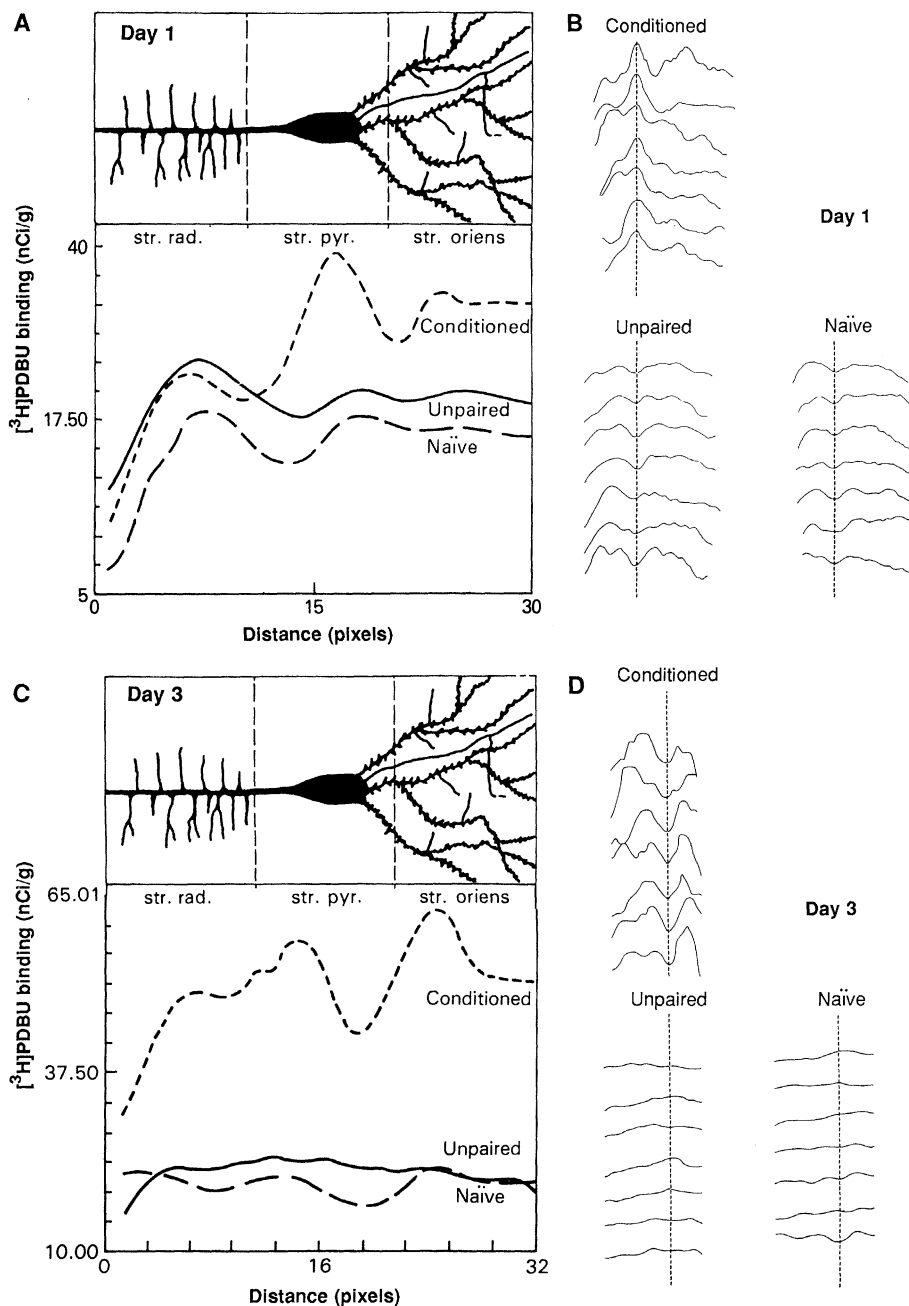 A
Day 1
str. rad.
str. pyr.
str. oriens
40
17.50
5
[³H]PDBU binding (nCi/g)
Conditioned
Unpaired
Naïve
0
15
30
Distance (pixels)
B
Conditioned
Day 1
Unpaired
Naïve
C
Day 3
str. rad.
str. pyr.
str. oriens
65.01
37.50
10.00
[³H]PDBU binding (nCi/g)
Conditioned
Unpaired
Naïve
0
16
32
Distance (pixels)
D
Conditioned
Day 3
Unpaired
Naïve